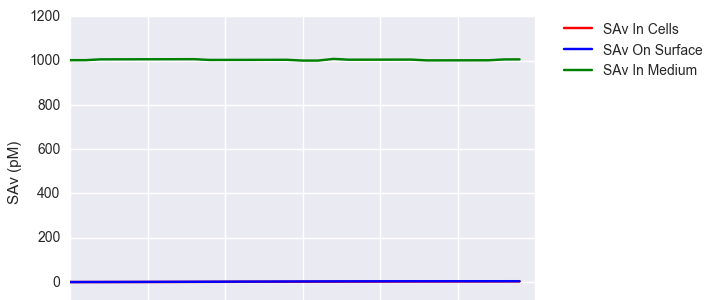 1200
1000
800
600
400
200
0
SAv (pM)
SAv In Cells
SAv On Surface
SAv In Medium